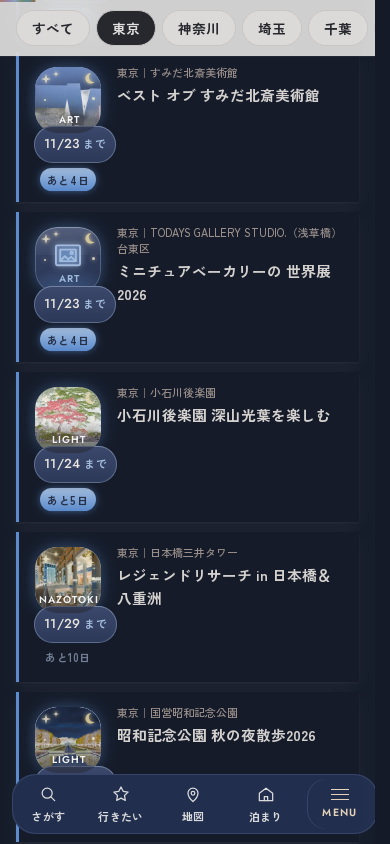 すべて
東京
神奈川
埼玉
千葉
ART
11/23 まで
あと4日
東京｜すみだ北斎美術館
ベスト オブ すみだ北斎美術館
ART
11/23 まで
あと4日
東京｜TODAYS GALLERY STUDIO.（浅草橋）
台東区
ミニチュアベーカリーの 世界展
2026
LIGHT
11/24 まで
あと5日
東京｜小石川後楽園
小石川後楽園 深山光葉を楽しむ
NAZOTOKI
11/29 まで
あと10日
東京｜日本橋三井タワー
レジェンドリサーチ in 日本橋＆
八重洲
LIGHT
東京｜国営昭和記念公園
昭和記念公園 秋の夜散歩2026
さがす
行きたい
地図
泊まり
MENU